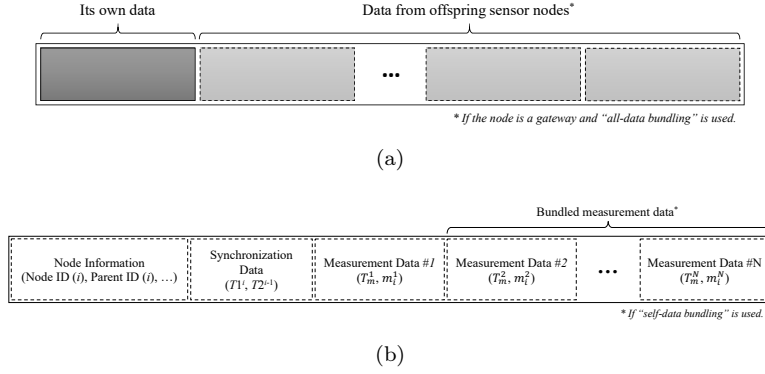 Its own data
Data from offspring sensor nodes*
...
* If the node is a gateway and “all-data bundling” is used.
(a)
Bundled measurement data*
Node Information
(Node ID (i), Parent ID (i), …)
Synchronization
Data
(T1^i, T2^{i-1})
Measurement Data #1
(T_m^1, m_i^1)
Measurement Data #2
(T_m^2, m_i^2)
...
Measurement Data #N
(T_m^N, m_i^N)
* If “self-data bundling” is used.
(b)